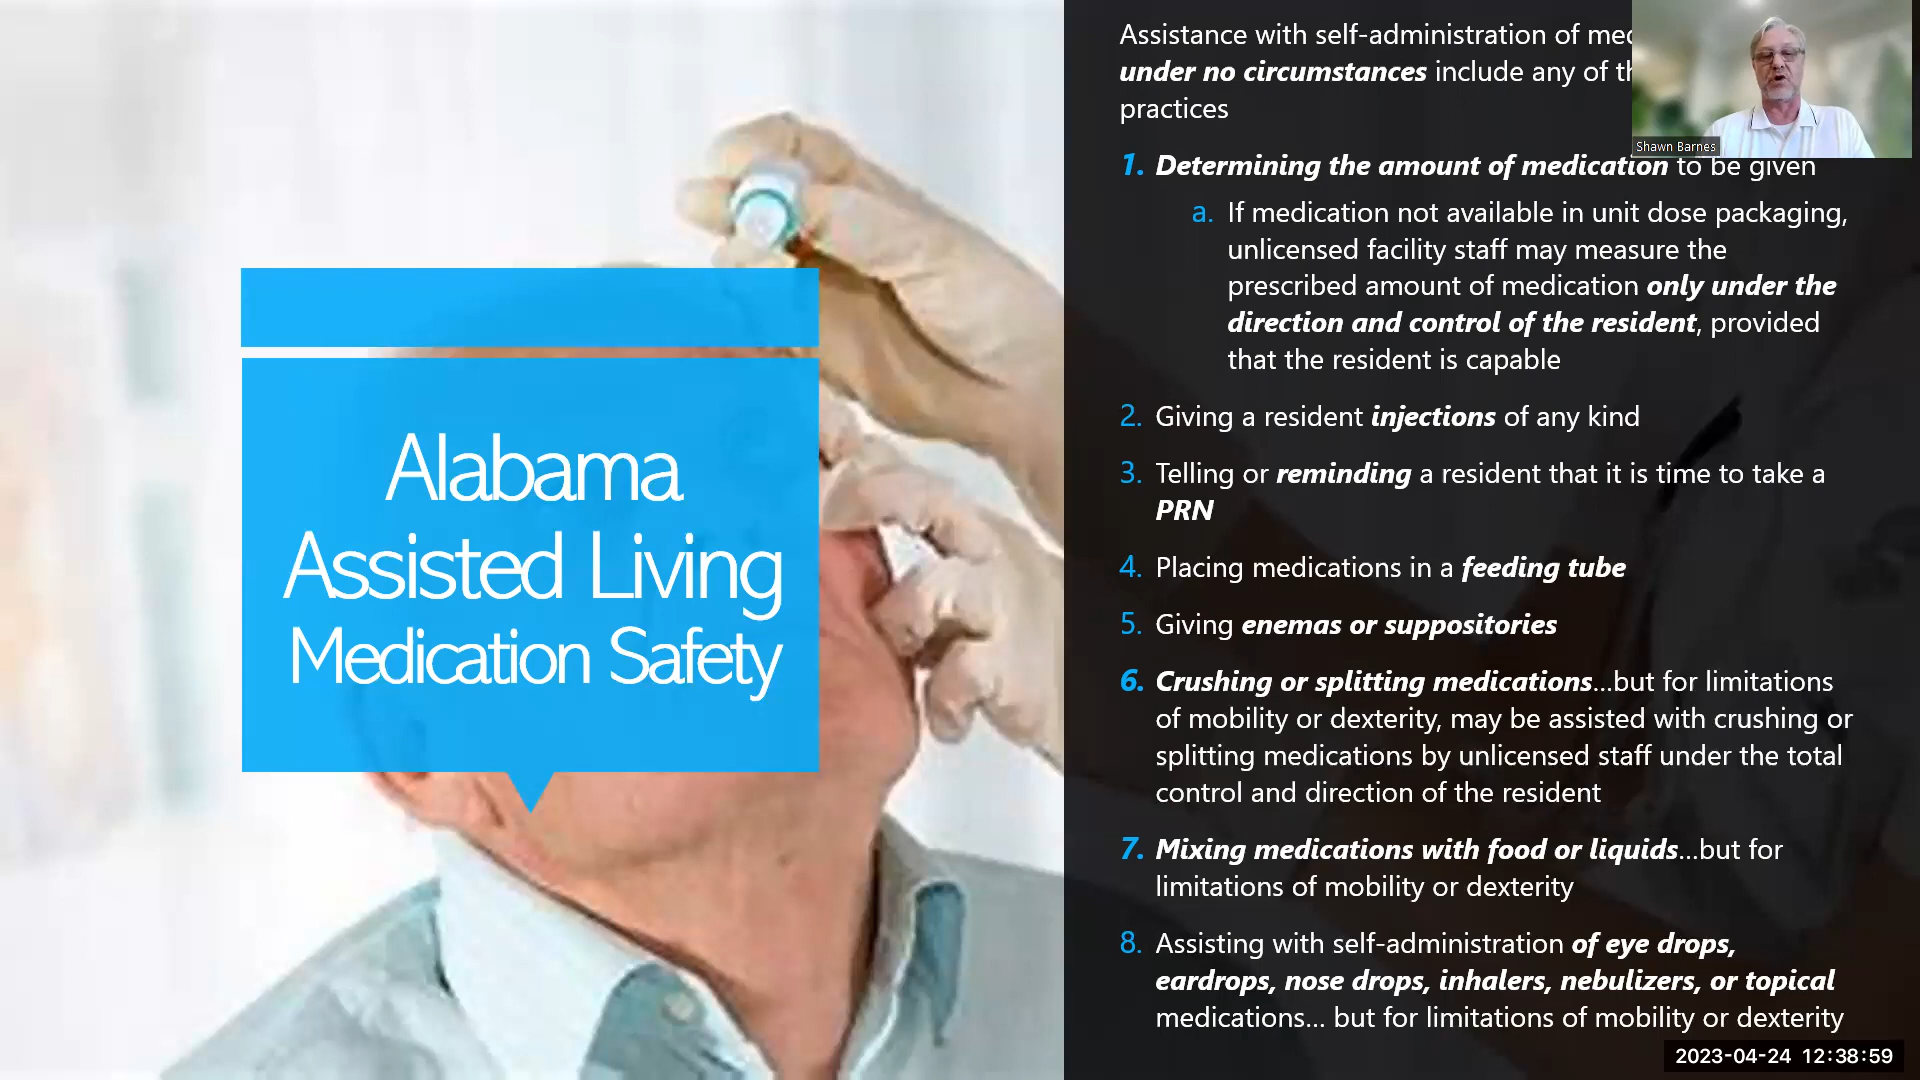 Alabama
Assisted Living
Medication Safety
Assistance with self-administration of
under no circumstances include any of
practices
1. Determining the amount of medication to be given
a. If medication not available in unit dose packaging,
unlicensed facility staff may measure the
prescribed amount of medication only under the
direction and control of the resident, provided
that the resident is capable
2. Giving a resident injections of any kind
3. Telling or reminding a resident that it is time to take a
PRN
4. Placing medications in a feeding tube
5. Giving enemas or suppositories
6. Crushing or splitting medications...but for limitations
of mobility or dexterity, may be assisted with crushing or
splitting medications by unlicensed staff under the total
control and direction of the resident
7. Mixing medications with food or liquids...but for
limitations of mobility or dexterity
8. Assisting with self-administration of eye drops,
eardrops, nose drops, inhalers, nebulizers, or topical
medications... but for limitations of mobility or dexterity
Shawn Barnes
2023-04-24 12:38:59